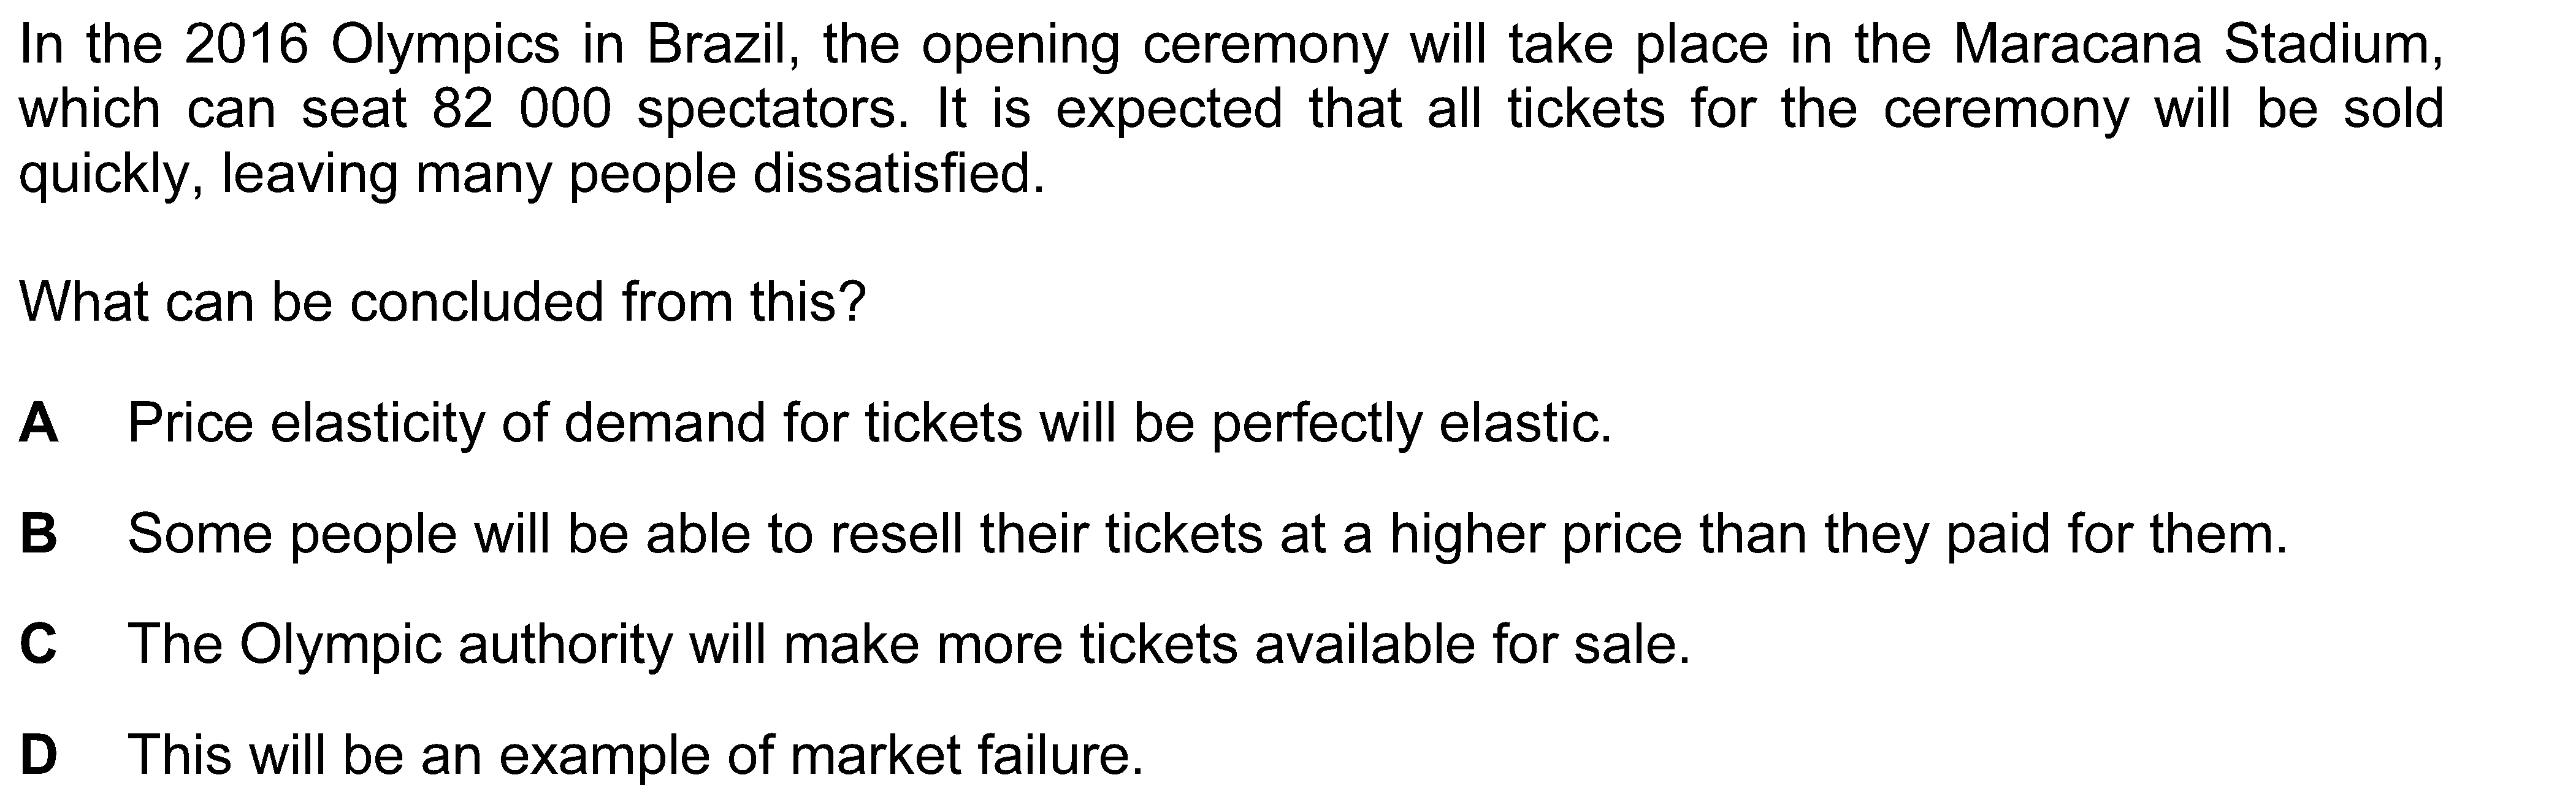 In the 2016 Olympics in Brazil, the opening ceremony will take place in the Maracana Stadium,
which can seat 82 000 spectators. It is expected that all tickets for the ceremony will be sold
quickly, leaving many people dissatisfied.
What can be concluded from this?
A Price elasticity of demand for tickets will be perfectly elastic.
B Some people will be able to resell their tickets at a higher price than they paid for them.
C The Olympic authority will make more tickets available for sale.
D This will be an example of market failure.